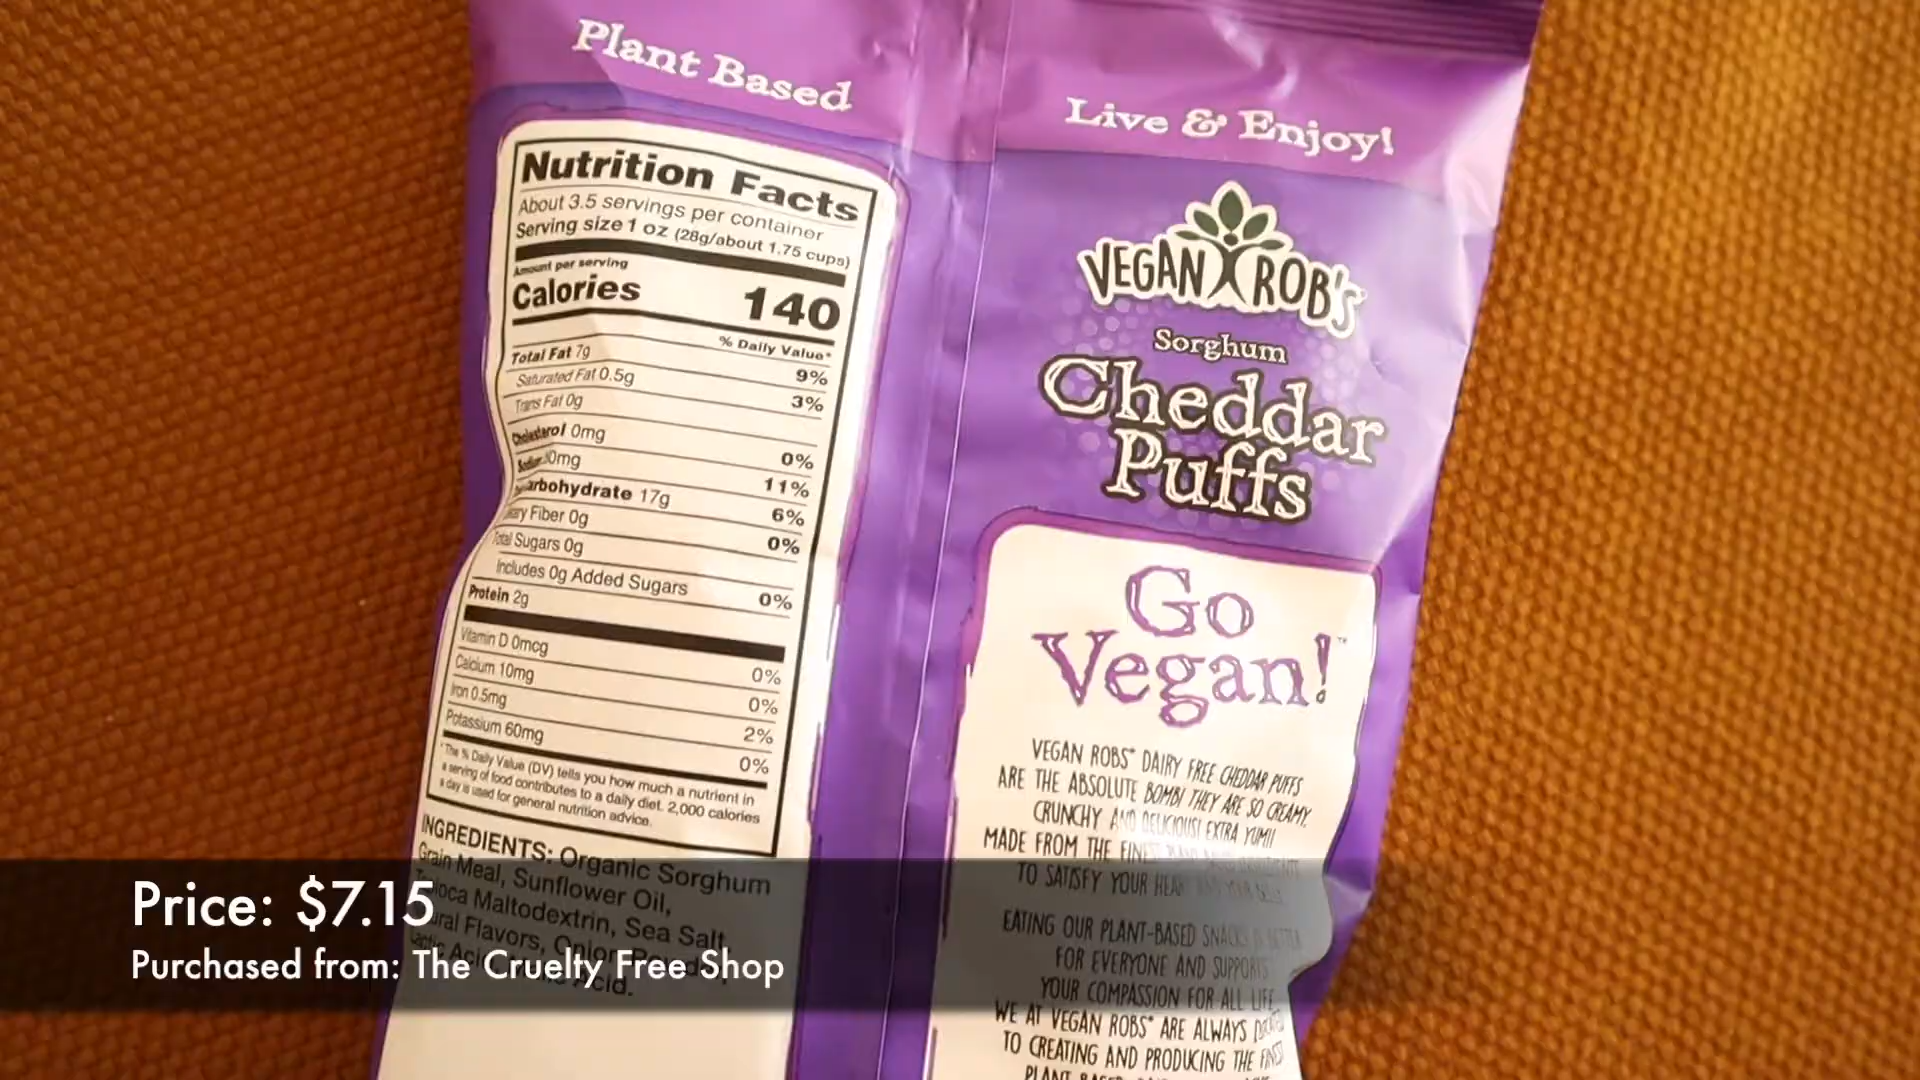 Plant Based
Nutrition Facts
About 3.5 servings per container
Serving size 1 oz (28g/about 1.75 cups)
Amount per serving
Calories 140
% Daily Value*
Total Fat 7g 9%
Saturated Fat 0.5g 3%
Trans Fat 0g
Cholesterol 0mg 0%
0mg 11%
arbohydrate 17g 6%
Fiber 0g 0%
Total Sugars 0g
Includes 0g Added Sugars 0%
Protein 2g
Vitamin D 0mcg 0%
Calcium 10mg 0%
Iron 0.5mg 2%
Potassium 60mg 0%
*The % Daily Value (DV) tells you how much a nutrient in
a serving of food contributes to a daily diet. 2,000 calories
a day is used for general nutrition advice.
INGREDIENTS: Organic Sorghum
Grain Meal, Sunflower Oil,
Maltodextrin, Sea Salt,
Flavors, Onion
Acid.
Live & Enjoy!
VEGAN ROB'S
Sorghum
Cheddar
Puffs
Go
Vegan!™
VEGAN ROBS® DAIRY FREE CHEDDAR PUFFS
ARE THE ABSOLUTE BOMB! THEY ARE SO CREAMY,
CRUNCHY AND DELICIOUS! EXTRA YUM!!
MADE FROM THE FINEST
TO SATISFY YOUR
EATING OUR PLANT-BASED
FOR EVERYONE AND SUPPORTS
YOUR COMPASSION FOR ALL LIFE
WE AT VEGAN ROBS® ARE ALWAYS
TO CREATING AND PRODUCING THE
Price: $7.15
Purchased from: The Cruelty Free Shop